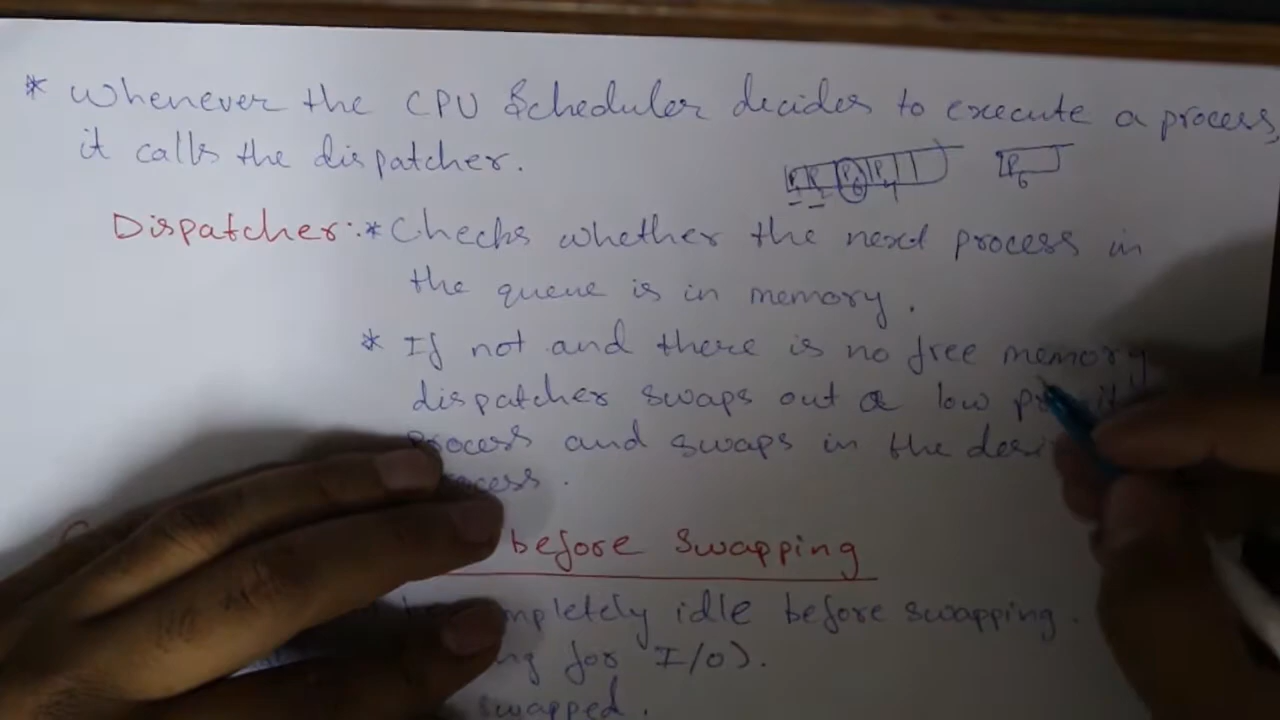 * Whenever the CPU Scheduler decides to execute a process,
it calls the dispatcher.
Dispatcher:- * Checks whether the next process in
the queue is in memory.
* If not and there is no free memory
dispatcher swaps out a low
process and swaps in the
before Swapping
idle before swapping.
for I/O).
swapped.